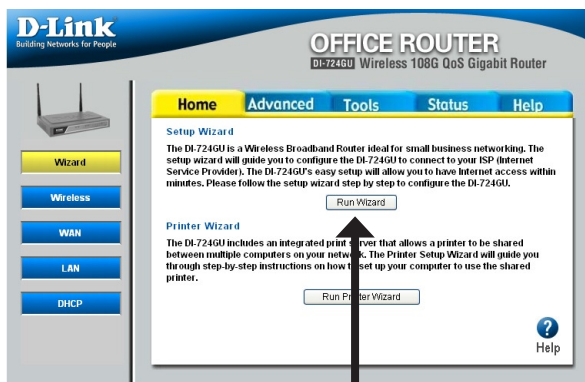 D-Link
Building Networks for People
OFFICE ROUTER
DI-724GU Wireless 108G QoS Gigabit Router
Home
Advanced
Tools
Status
Help
Wizard
Wireless
WAN
LAN
DHCP
Setup Wizard
The DI-724GU is a Wireless Broadband Router ideal for small business networking. The
setup wizard will guide you to configure the DI-724GU to connect to your ISP (Internet
Service Provider). The DI-724GU's easy setup will allow you to have Internet access within
minutes. Please follow the setup wizard step by step to configure the DI-724GU.
Run Wizard
Printer Wizard
The DI-724GU includes an integrated print server that allows a printer to be shared
between multiple computers on your network. The Printer Setup Wizard will guide you
through step-by-step instructions on how to set up your computer to use the shared
printer.
Run Printer Wizard
Help